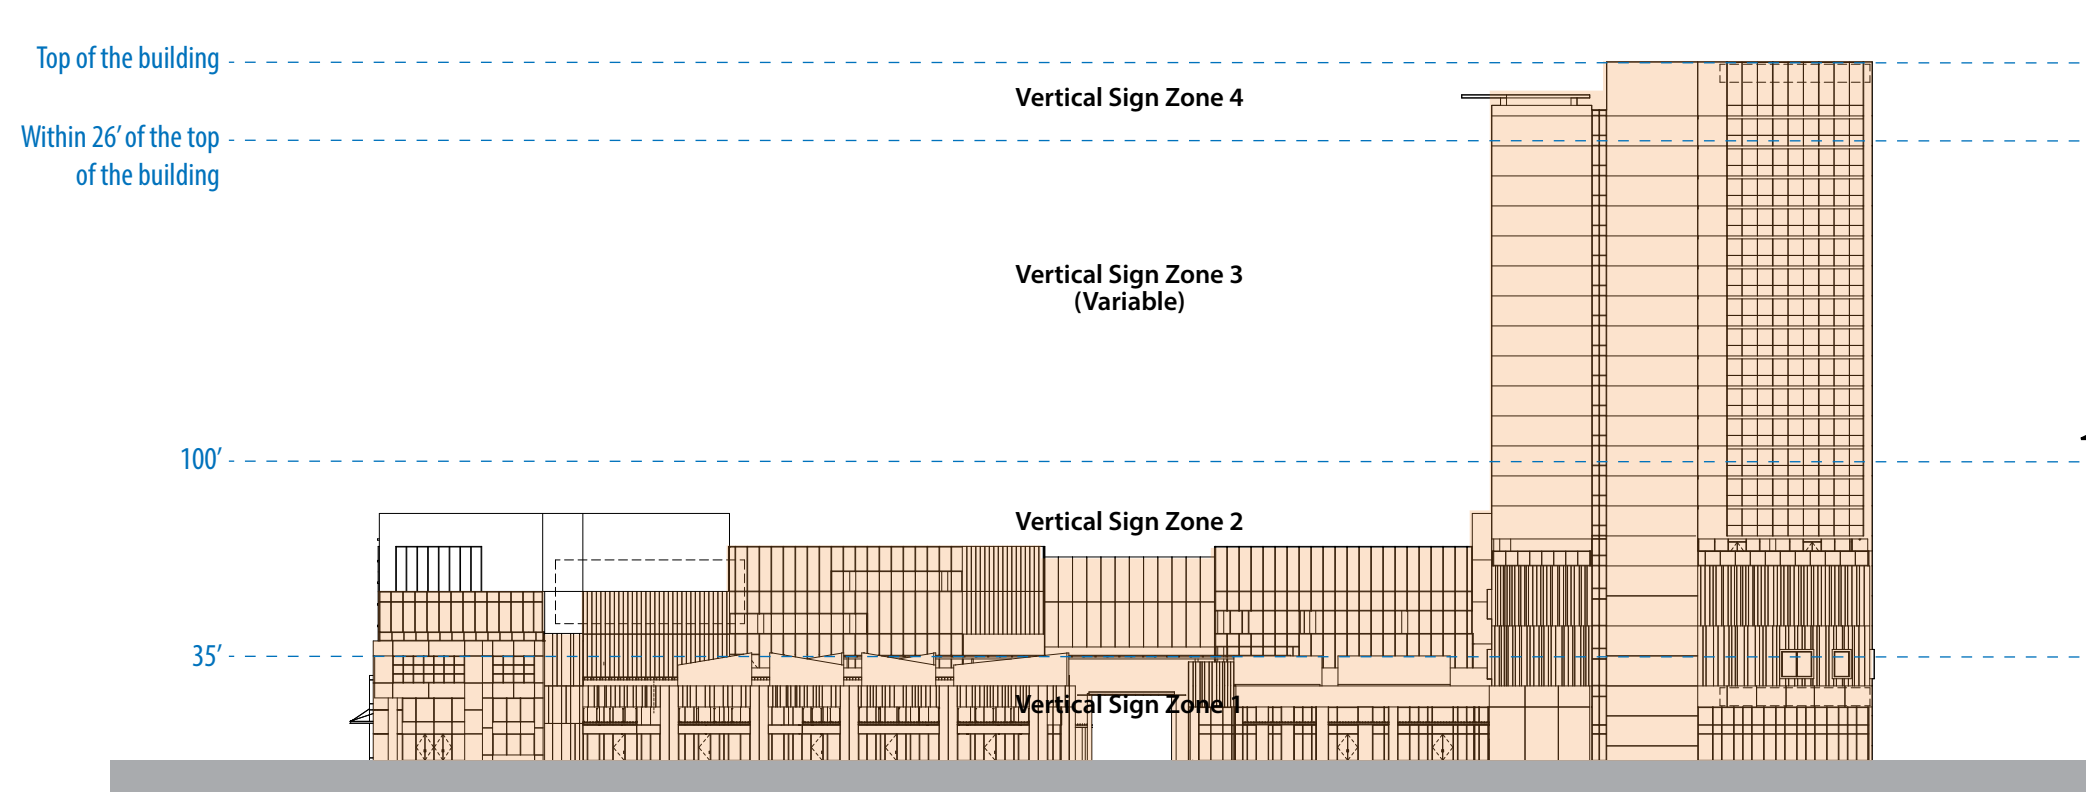 Top of the building
Vertical Sign Zone 4
Within 26′ of the top
of the building
Vertical Sign Zone 3
(Variable)
100′
Vertical Sign Zone 2
35′
Vertical Sign Zone 1